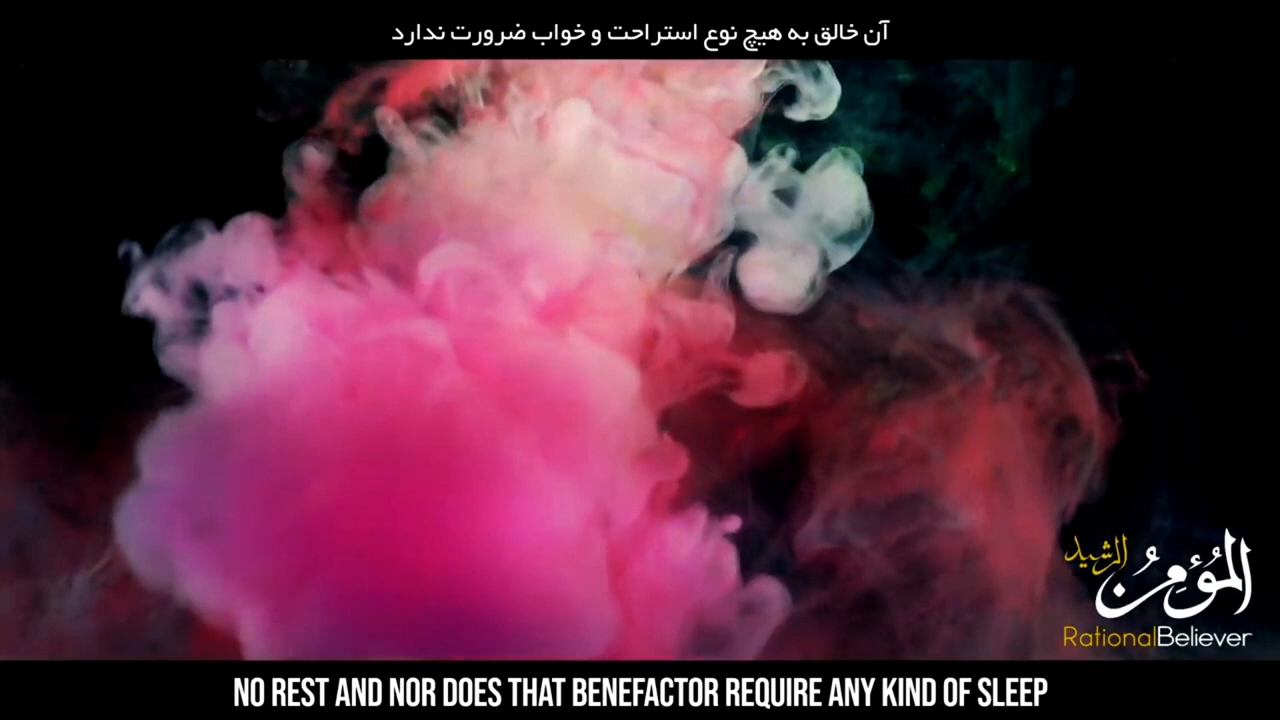 آن خالق به هیچ نوع استراحت و خواب ضرورت ندارد
المؤمن الرشيد
RationalBeliever
NO REST AND NOR DOES THAT BENEFACTOR REQUIRE ANY KIND OF SLEEP